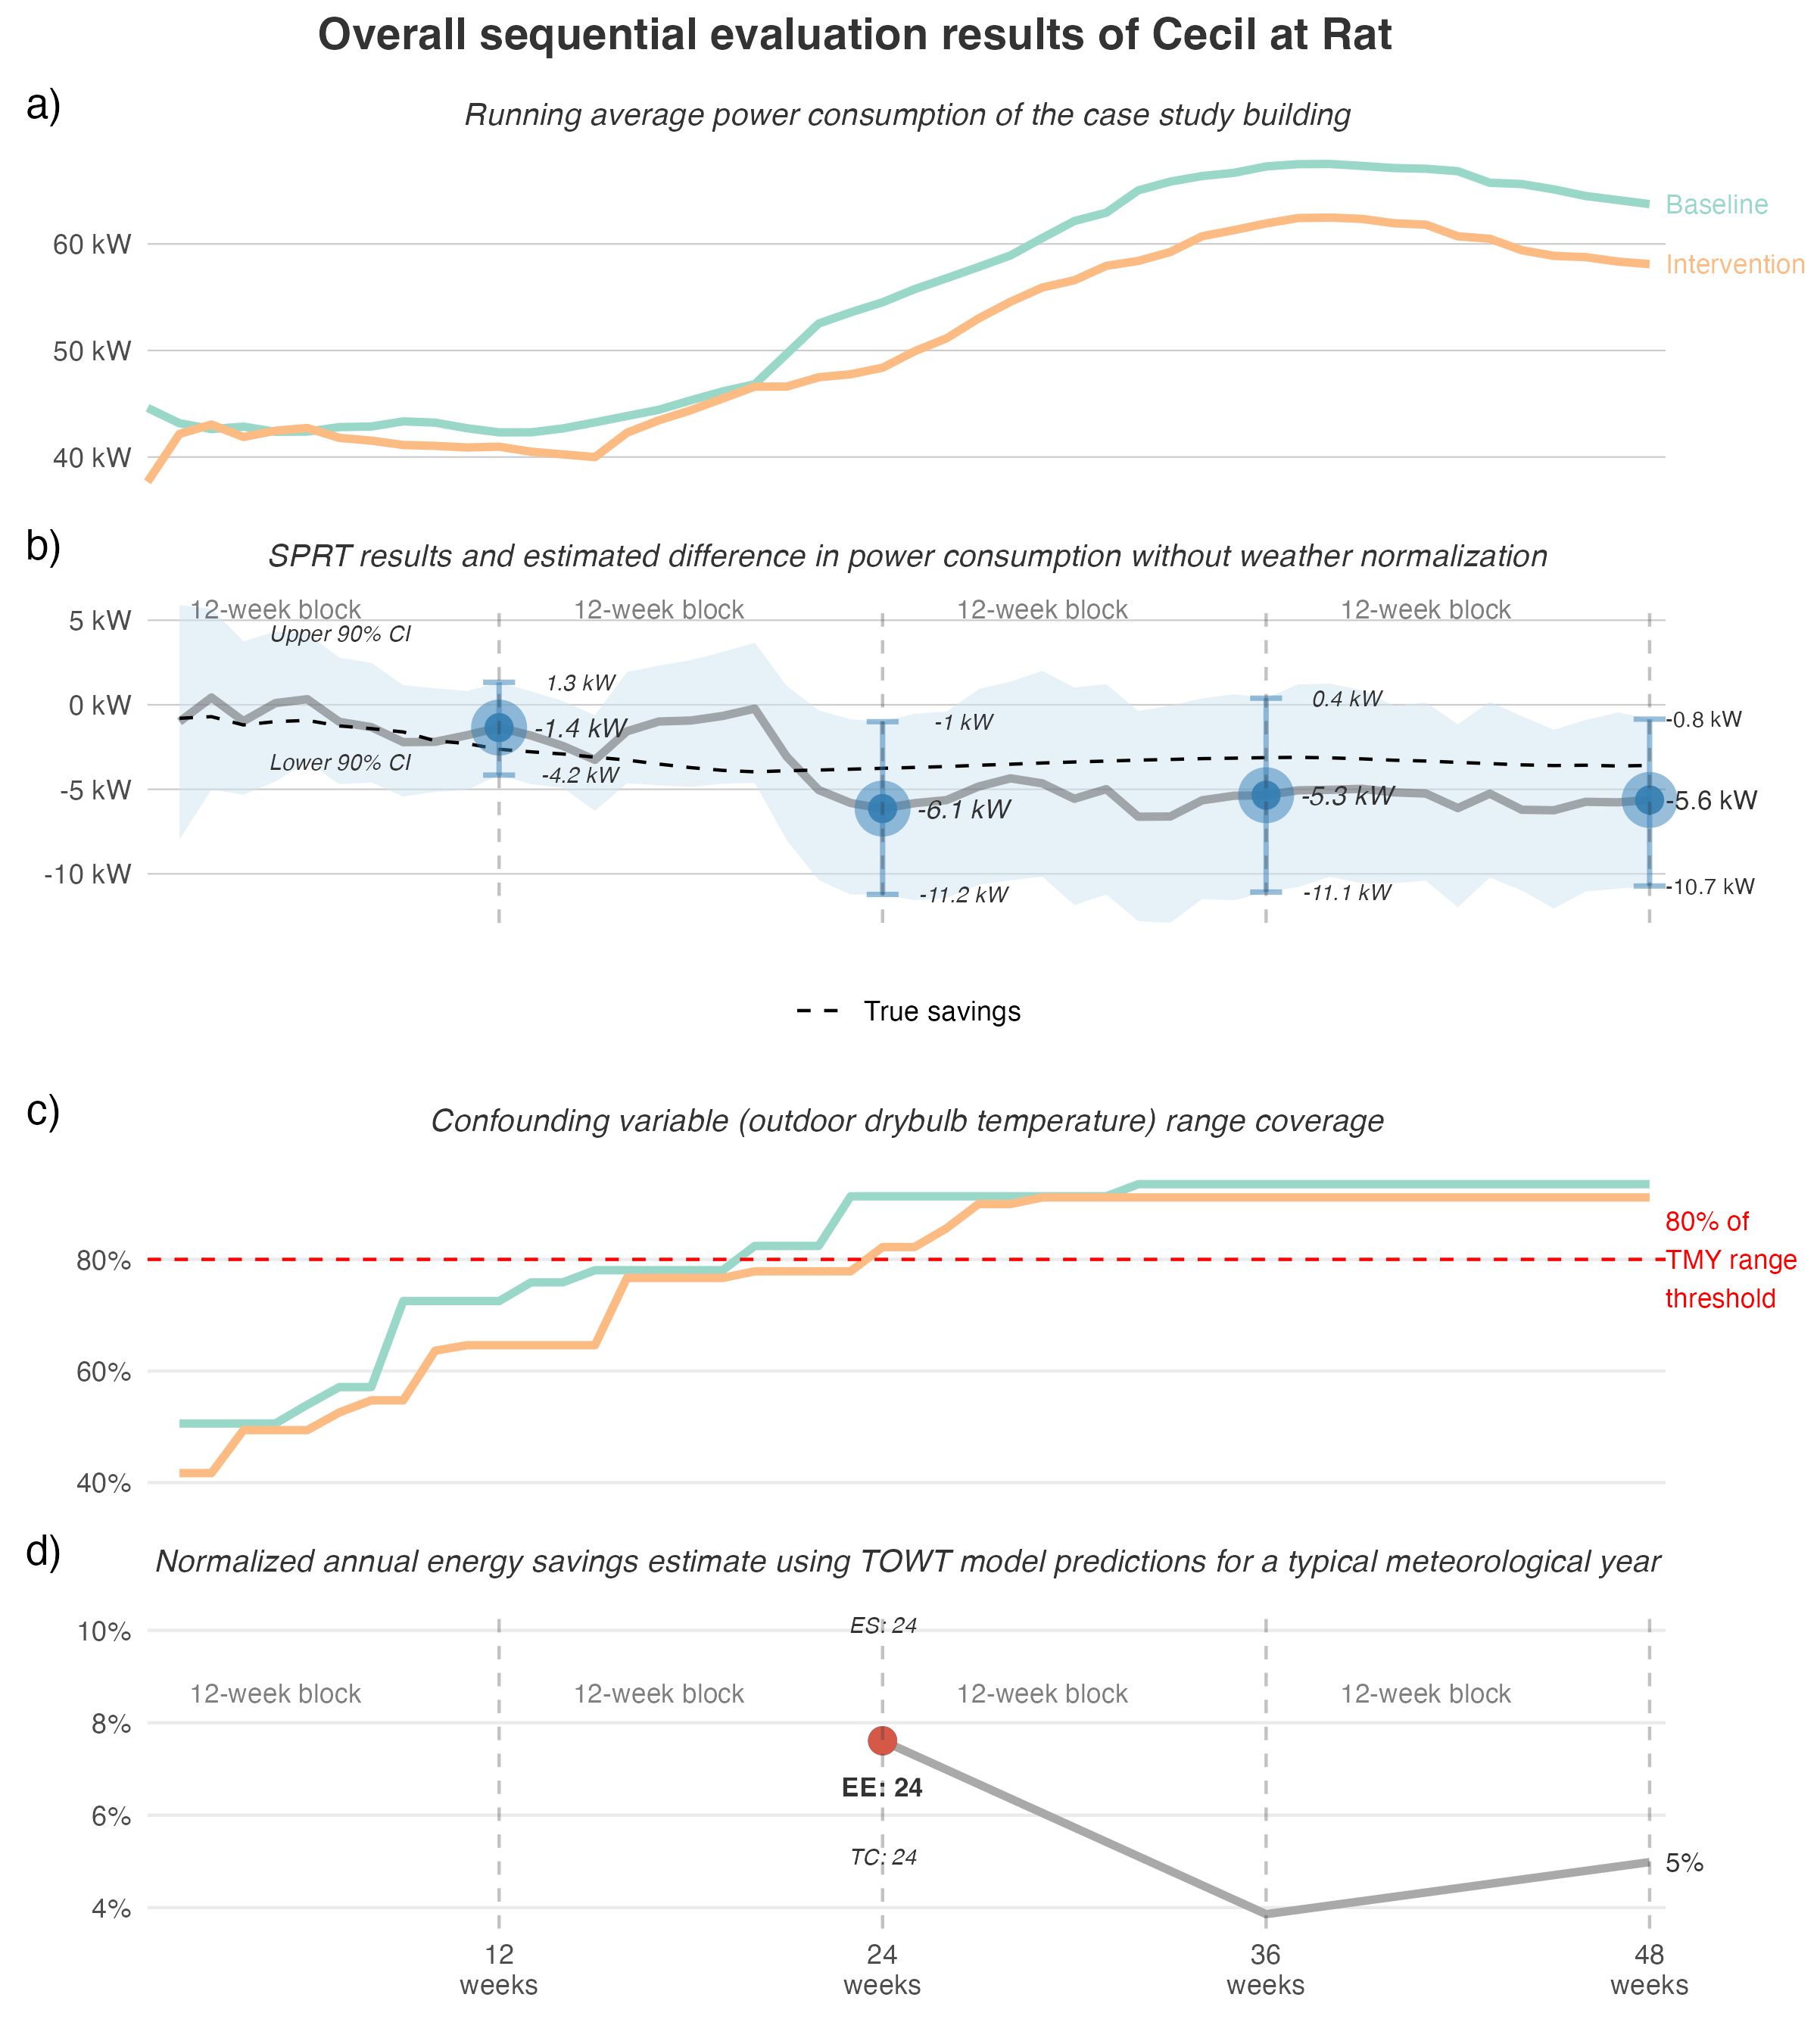 Overall sequential evaluation results of Cecil at Rat
a)
Running average power consumption of the case study building
60 kW
50 kW
40 kW
Baseline
Intervention
b)
SPRT results and estimated difference in power consumption without weather normalization
12-week block
12-week block
12-week block
12-week block
5 kW
0 kW
-5 kW
-10 kW
Upper 90% CI
Lower 90% CI
1.3 kW
-1.4 kW
-4.2 kW
-1 kW
-6.1 kW
-11.2 kW
0.4 kW
-5.3 kW
-11.1 kW
-0.8 kW
-5.6 kW
-10.7 kW
True savings
c)
Confounding variable (outdoor drybulb temperature) range coverage
80%
60%
40%
80% of
TMY range
threshold
d)
Normalized annual energy savings estimate using TOWT model predictions for a typical meteorological year
10%
8%
6%
4%
12-week block
12-week block
12-week block
12-week block
ES: 24
EE: 24
TC: 24
5%
12
weeks
24
weeks
36
weeks
48
weeks